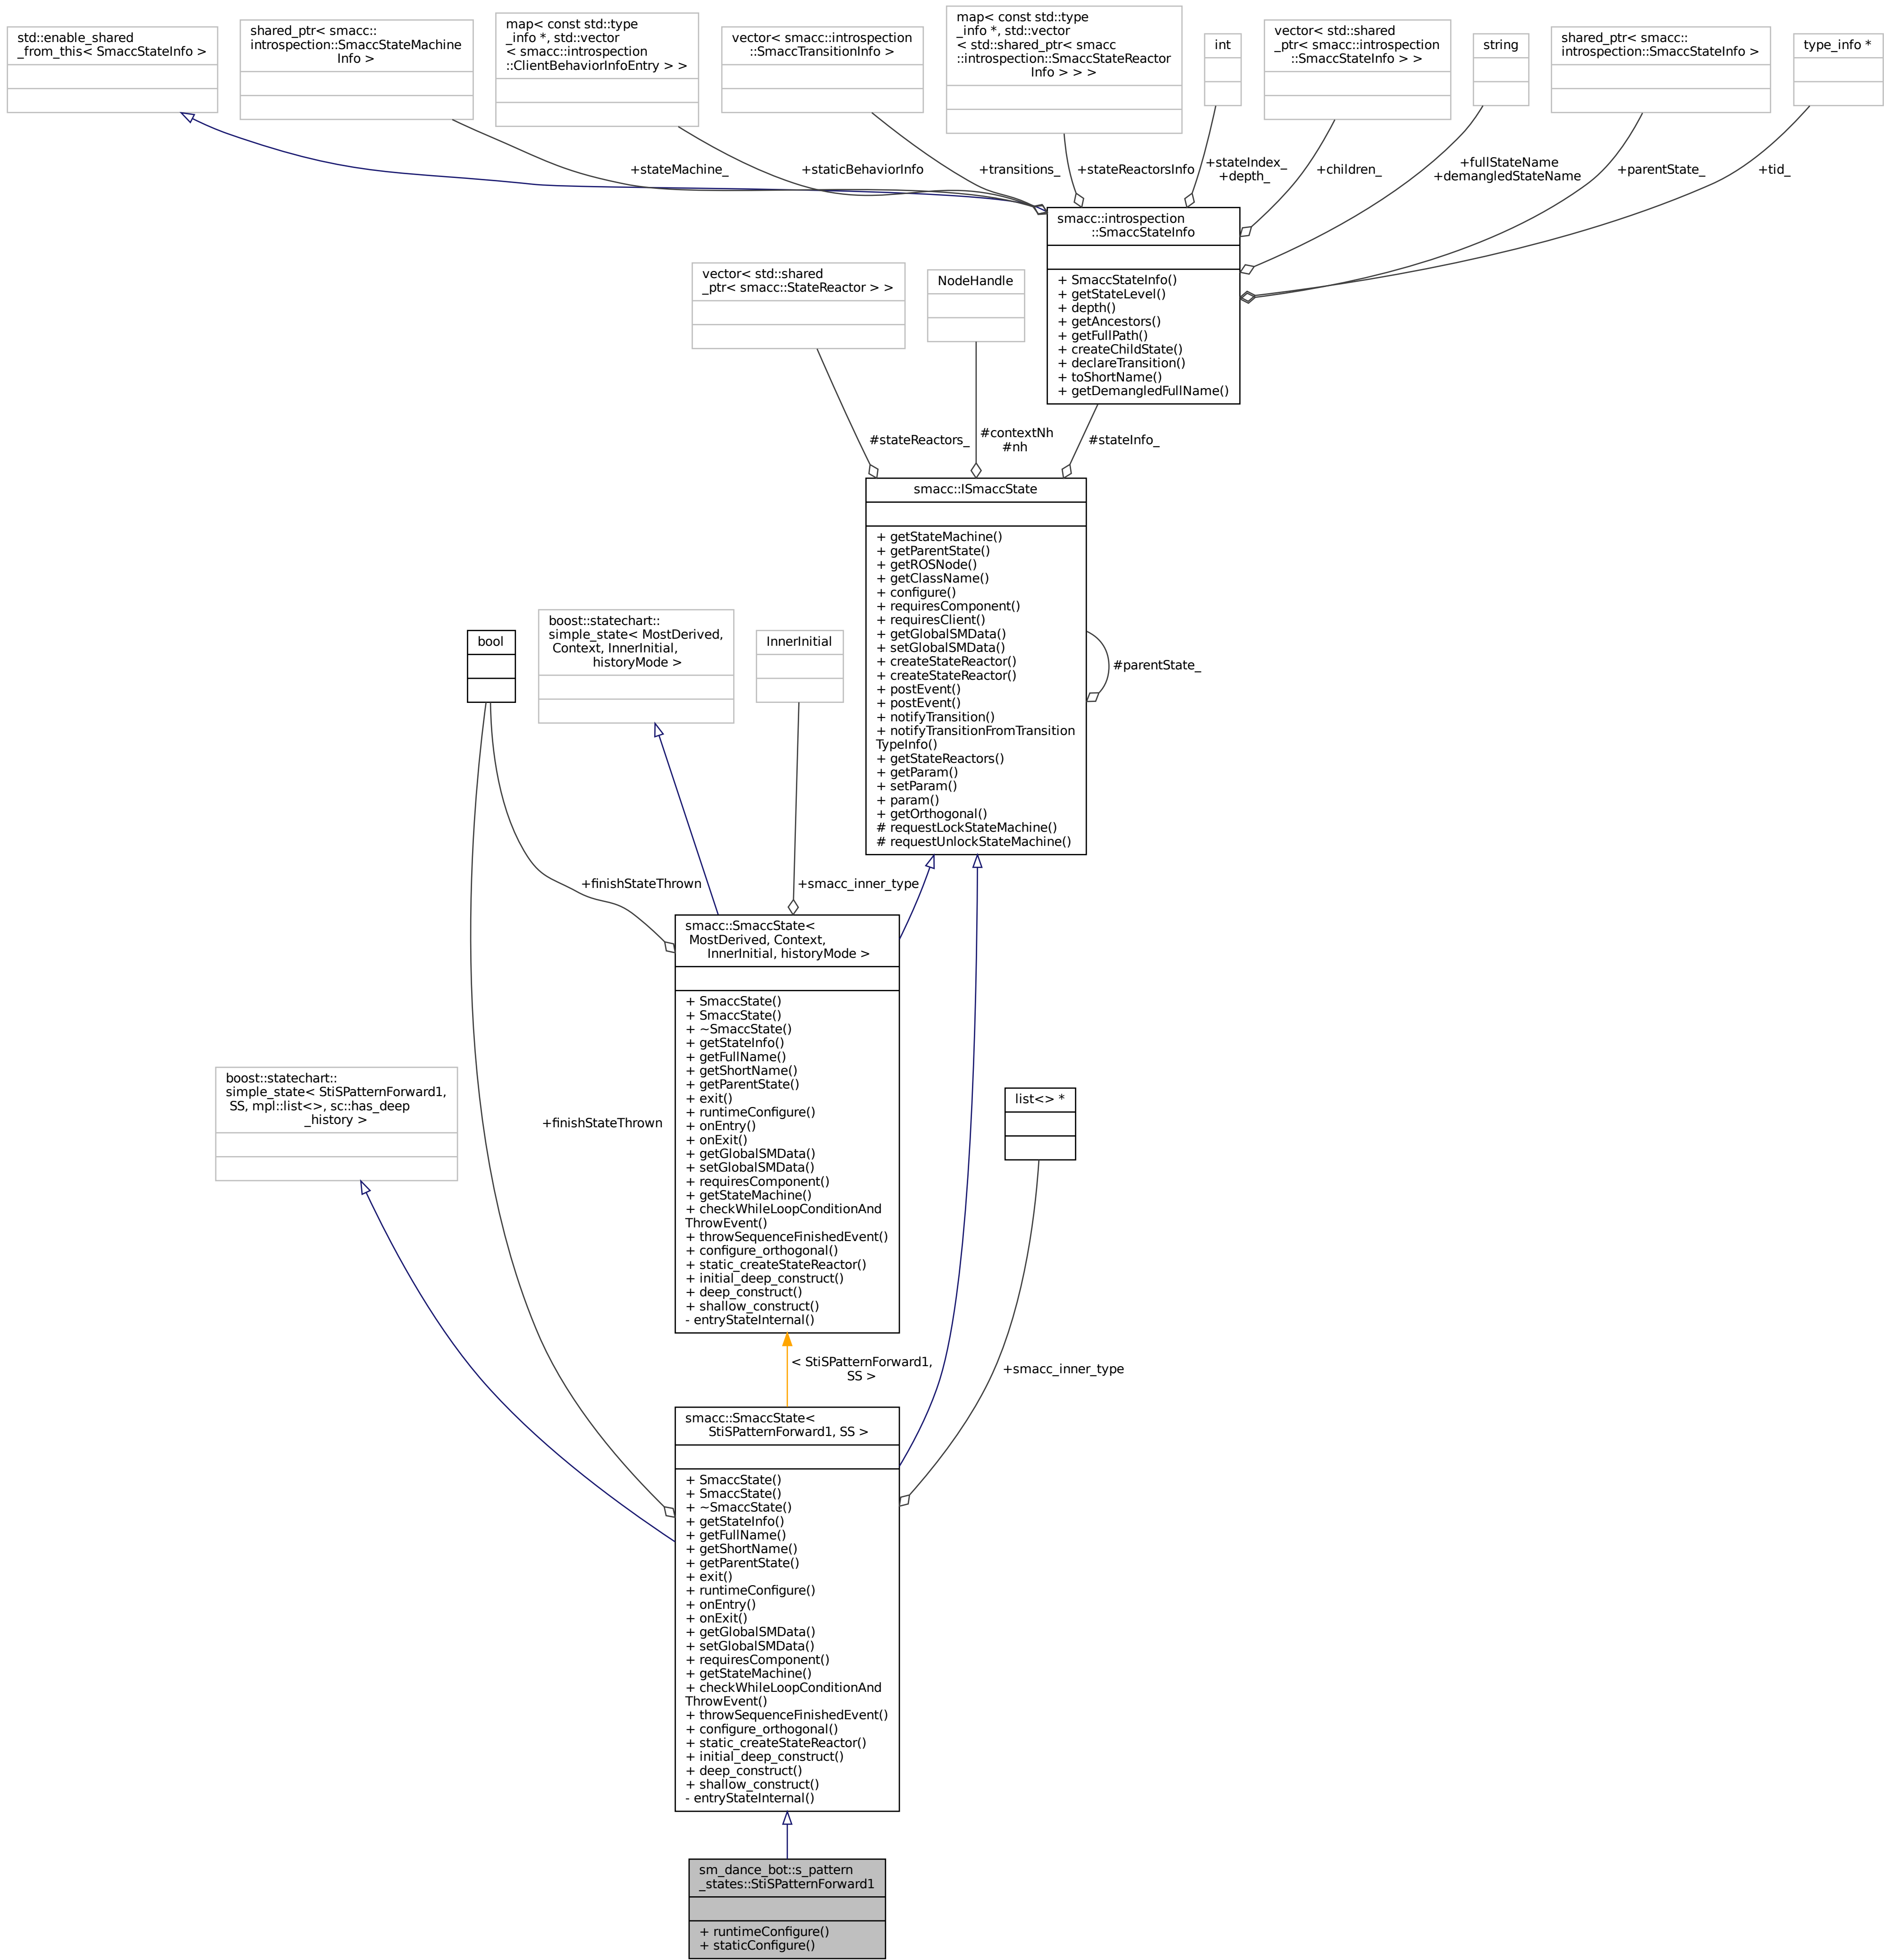 std::enable_shared
_from_this< SmaccStateInfo >
shared_ptr< smacc::
introspection::SmaccStateMachine
Info >
map< const std::type
_info *, std::vector
< smacc::introspection
::ClientBehaviorInfoEntry > >
vector< smacc::introspection
::SmaccTransitionInfo >
map< const std::type
_info *, std::vector
< std::shared_ptr< smacc
::introspection::SmaccStateReactor
Info > > >
int
vector< std::shared
_ptr< smacc::introspection
::SmaccStateInfo > >
string
shared_ptr< smacc::
introspection::SmaccStateInfo >
type_info *
+stateMachine_
+staticBehaviorInfo
+transitions_
+stateReactorsInfo
+stateIndex_
+depth_
+children_
+fullStateName
+demangledStateName
+parentState_
+tid_
smacc::introspection
::SmaccStateInfo
+ SmaccStateInfo()
+ getStateLevel()
+ depth()
+ getAncestors()
+ getFullPath()
+ createChildState()
+ declareTransition()
+ toShortName()
+ getDemangledFullName()
vector< std::shared
_ptr< smacc::StateReactor > >
NodeHandle
#stateReactors_
#contextNh
#nh
#stateInfo_
smacc::ISmaccState
+ getStateMachine()
+ getParentState()
+ getROSNode()
+ getClassName()
+ configure()
+ requiresComponent()
+ requiresClient()
+ getGlobalSMData()
+ setGlobalSMData()
+ createStateReactor()
+ createStateReactor()
+ postEvent()
+ postEvent()
+ notifyTransition()
+ notifyTransitionFromTransition
TypeInfo()
+ getStateReactors()
+ getParam()
+ setParam()
+ param()
+ getOrthogonal()
# requestLockStateMachine()
# requestUnlockStateMachine()
#parentState_
bool
boost::statechart::
simple_state< MostDerived,
Context, InnerInitial,
historyMode >
InnerInitial
+finishStateThrown
+smacc_inner_type
smacc::SmaccState<
MostDerived, Context,
InnerInitial, historyMode >
+ SmaccState()
+ SmaccState()
+ ~SmaccState()
+ getStateInfo()
+ getFullName()
+ getShortName()
+ getParentState()
+ exit()
+ runtimeConfigure()
+ onEntry()
+ onExit()
+ getGlobalSMData()
+ setGlobalSMData()
+ requiresComponent()
+ getStateMachine()
+ checkWhileLoopConditionAnd
ThrowEvent()
+ throwSequenceFinishedEvent()
+ configure_orthogonal()
+ static_createStateReactor()
+ initial_deep_construct()
+ deep_construct()
+ shallow_construct()
- entryStateInternal()
boost::statechart::
simple_state< StiSPatternForward1,
SS, mpl::list<>, sc::has_deep
_history >
+finishStateThrown
list<> *
< StiSPatternForward1,
SS >
+smacc_inner_type
smacc::SmaccState<
StiSPatternForward1, SS >
+ SmaccState()
+ SmaccState()
+ ~SmaccState()
+ getStateInfo()
+ getFullName()
+ getShortName()
+ getParentState()
+ exit()
+ runtimeConfigure()
+ onEntry()
+ onExit()
+ getGlobalSMData()
+ setGlobalSMData()
+ requiresComponent()
+ getStateMachine()
+ checkWhileLoopConditionAnd
ThrowEvent()
+ throwSequenceFinishedEvent()
+ configure_orthogonal()
+ static_createStateReactor()
+ initial_deep_construct()
+ deep_construct()
+ shallow_construct()
- entryStateInternal()
sm_dance_bot::s_pattern
_states::StiSPatternForward1
+ runtimeConfigure()
+ staticConfigure()